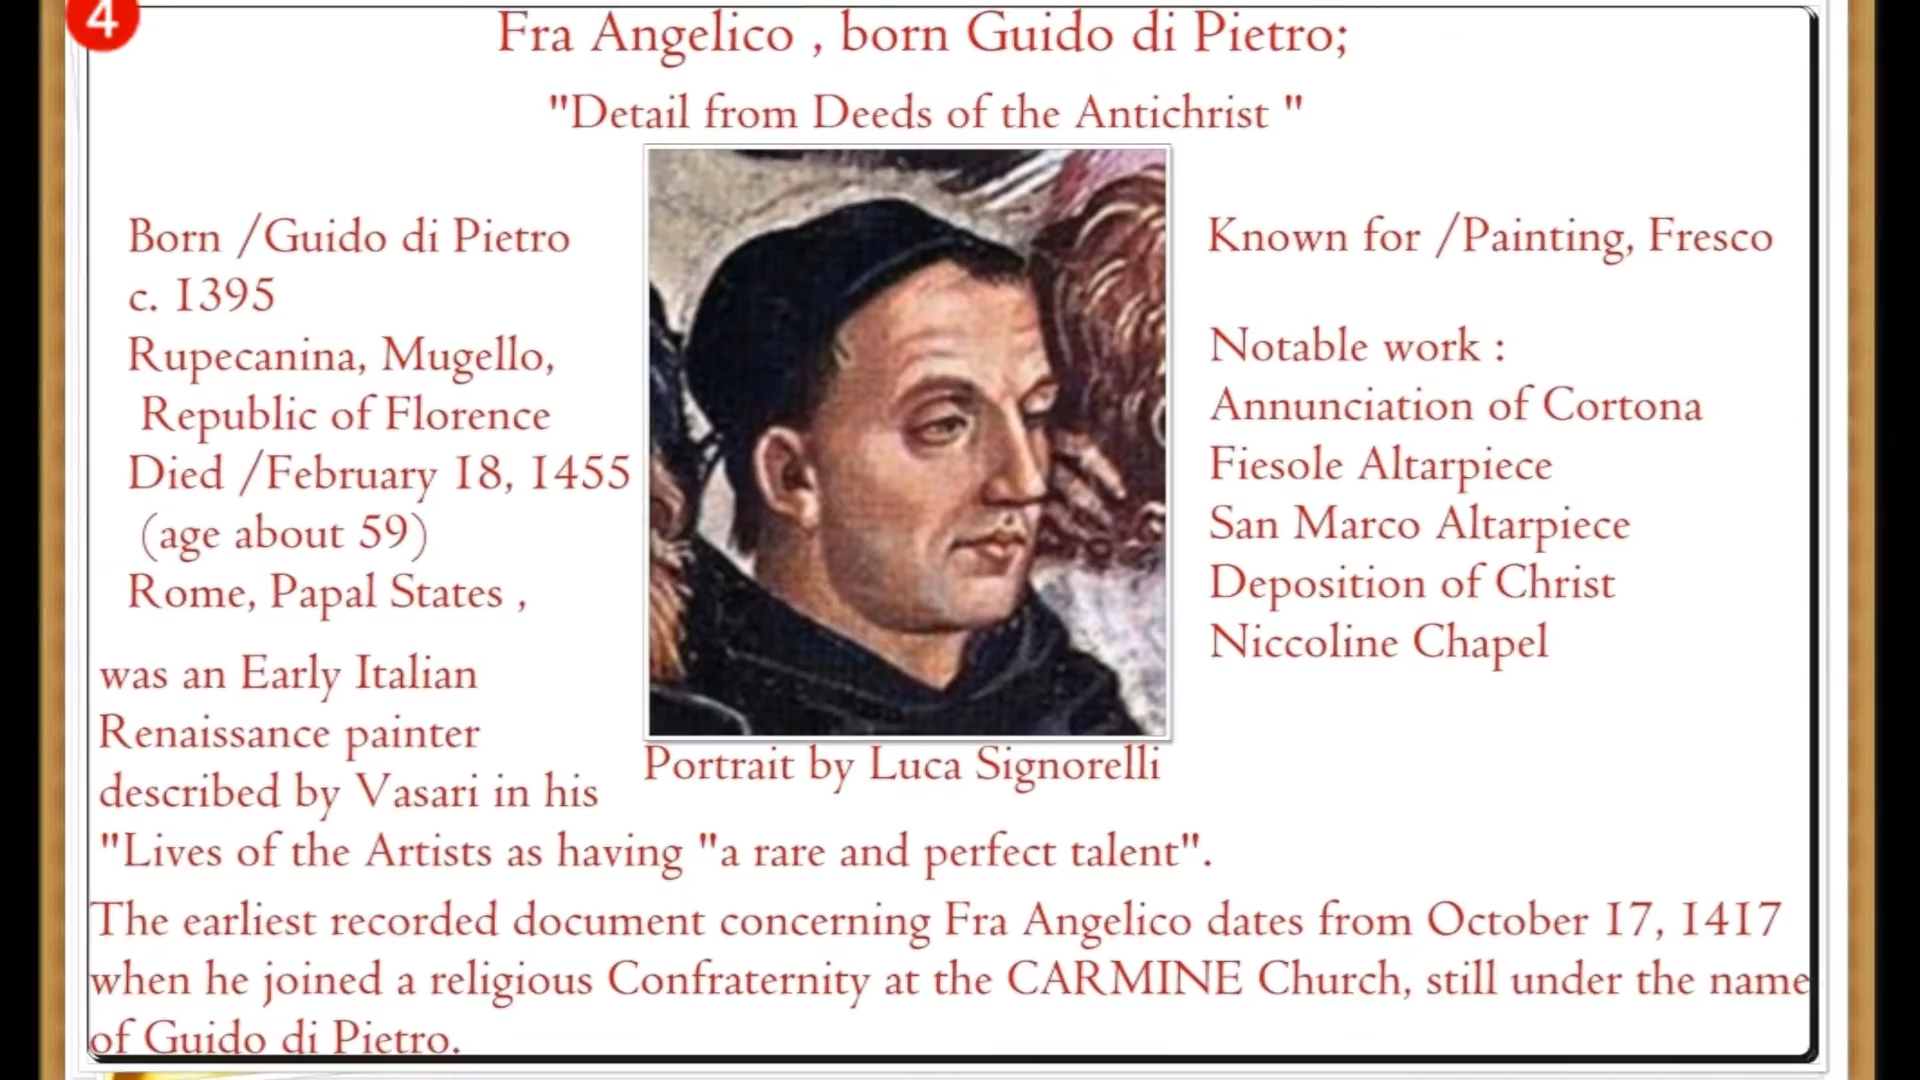 4
Fra Angelico , born Guido di Pietro;
"Detail from Deeds of the Antichrist "
Born /Guido di Pietro
c. 1395
Rupecanina, Mugello,
Republic of Florence
Died /February 18, 1455
(age about 59)
Rome, Papal States ,
was an Early Italian
Renaissance painter
described by Vasari in his
"Lives of the Artists as having "a rare and perfect talent".
Portrait by Luca Signorelli
Known for /Painting, Fresco
Notable work :
Annunciation of Cortona
Fiesole Altarpiece
San Marco Altarpiece
Deposition of Christ
Niccoline Chapel
The earliest recorded document concerning Fra Angelico dates from October 17, 1417
when he joined a religious Confraternity at the CARMINE Church, still under the name
of Guido di Pietro.